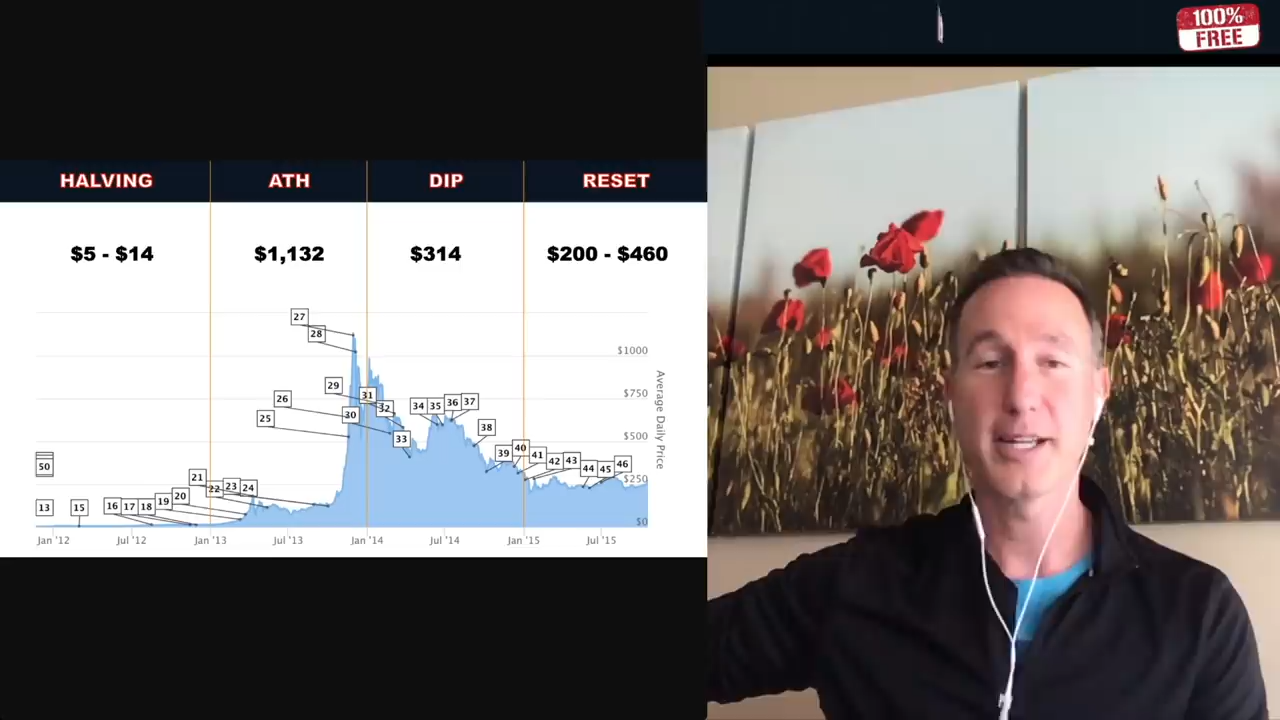 100%
FREE
HALVING ATH DIP RESET
$5 - $14 $1,132 $314 $200 - $460
27
28
$1000
29
26
31
$750
32
30
34 35 36 37
25
38
33
$500
39 40
41 42 43 44 45 46
50
21
22 23 24
$250
20
19
13 15 16 17 18
$0
Average Daily Price
Jan '12 Jul '12 Jan '13 Jul '13 Jan '14 Jul '14 Jan '15 Jul '15